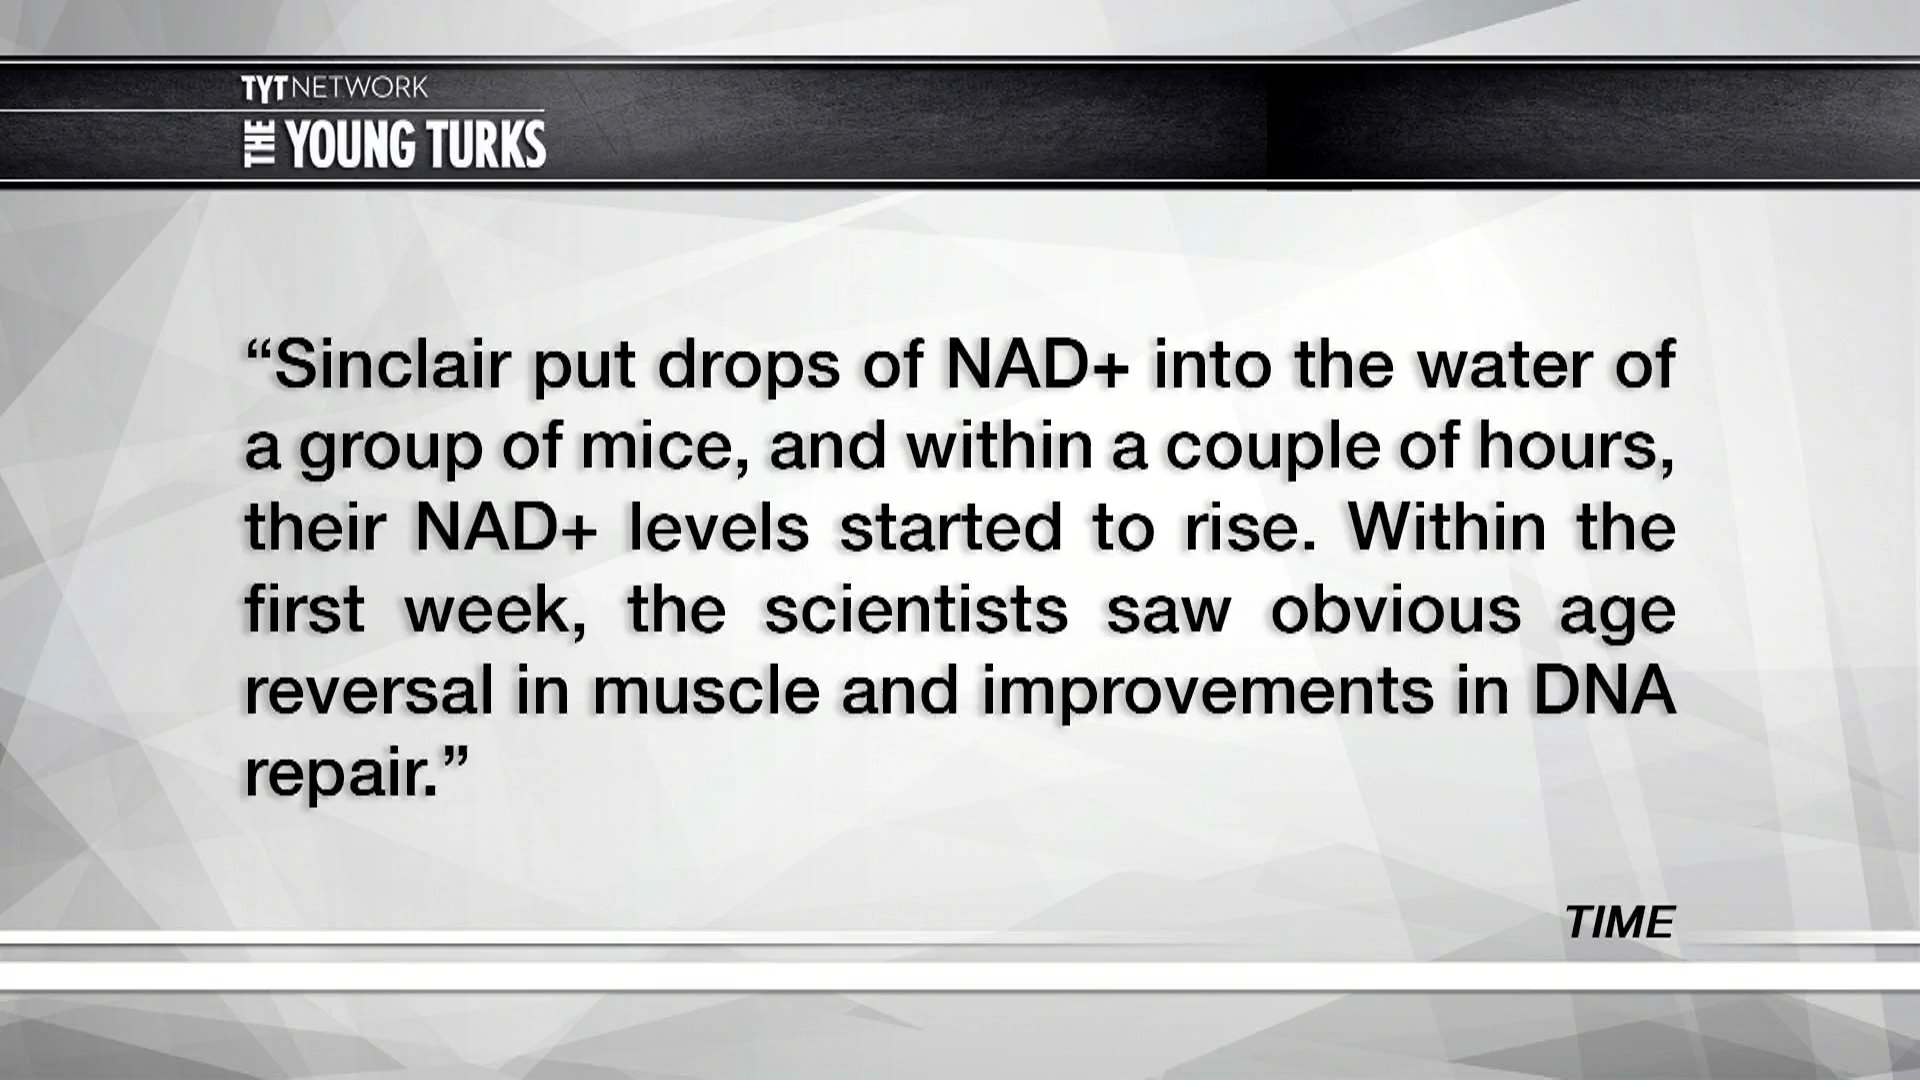 TYT NETWORK
THE YOUNG TURKS
“Sinclair put drops of NAD+ into the water of
a group of mice, and within a couple of hours,
their NAD+ levels started to rise. Within the
first week, the scientists saw obvious age
reversal in muscle and improvements in DNA
repair.”
TIME